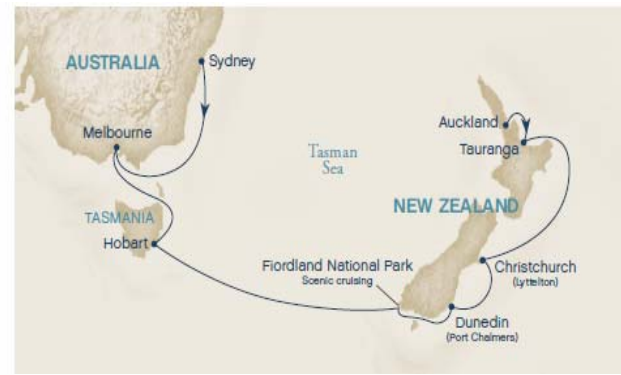 AUSTRALIA
Sydney
Melbourne
TASMANIA
Hobart
Tasman
Sea
Auckland
Tauranga
NEW ZEALAND
Fiordland National Park
Scenic cruising
Christchurch
(Lyttelton)
Dunedin
(Port Chalmers)